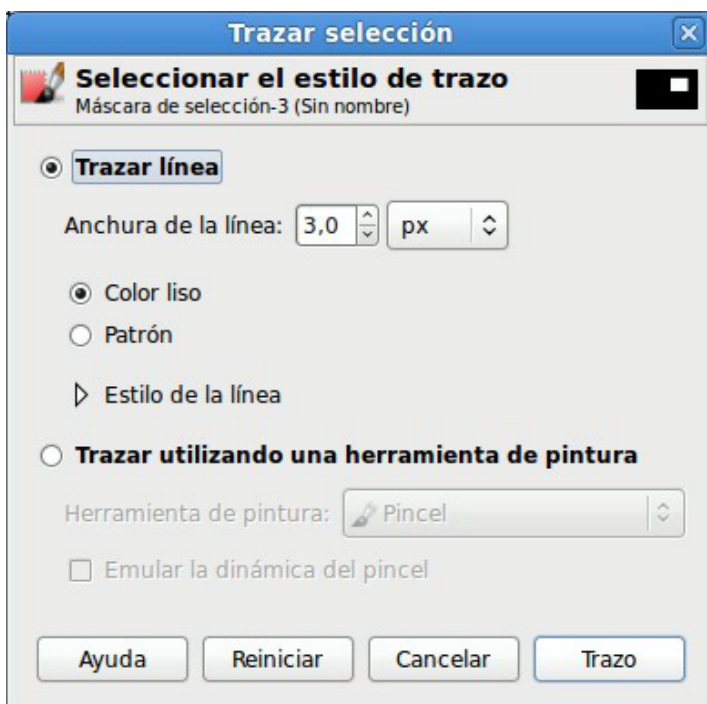 Trazar selección
Seleccionar el estilo de trazo
Máscara de selección-3 (Sin nombre)
Trazar línea
Anchura de la línea: 3,0 px
Color liso
Patrón
Estilo de la línea
Trazar utilizando una herramienta de pintura
Herramienta de pintura: Pincel
Emular la dinámica del pincel
Ayuda Reiniciar Cancelar Trazo